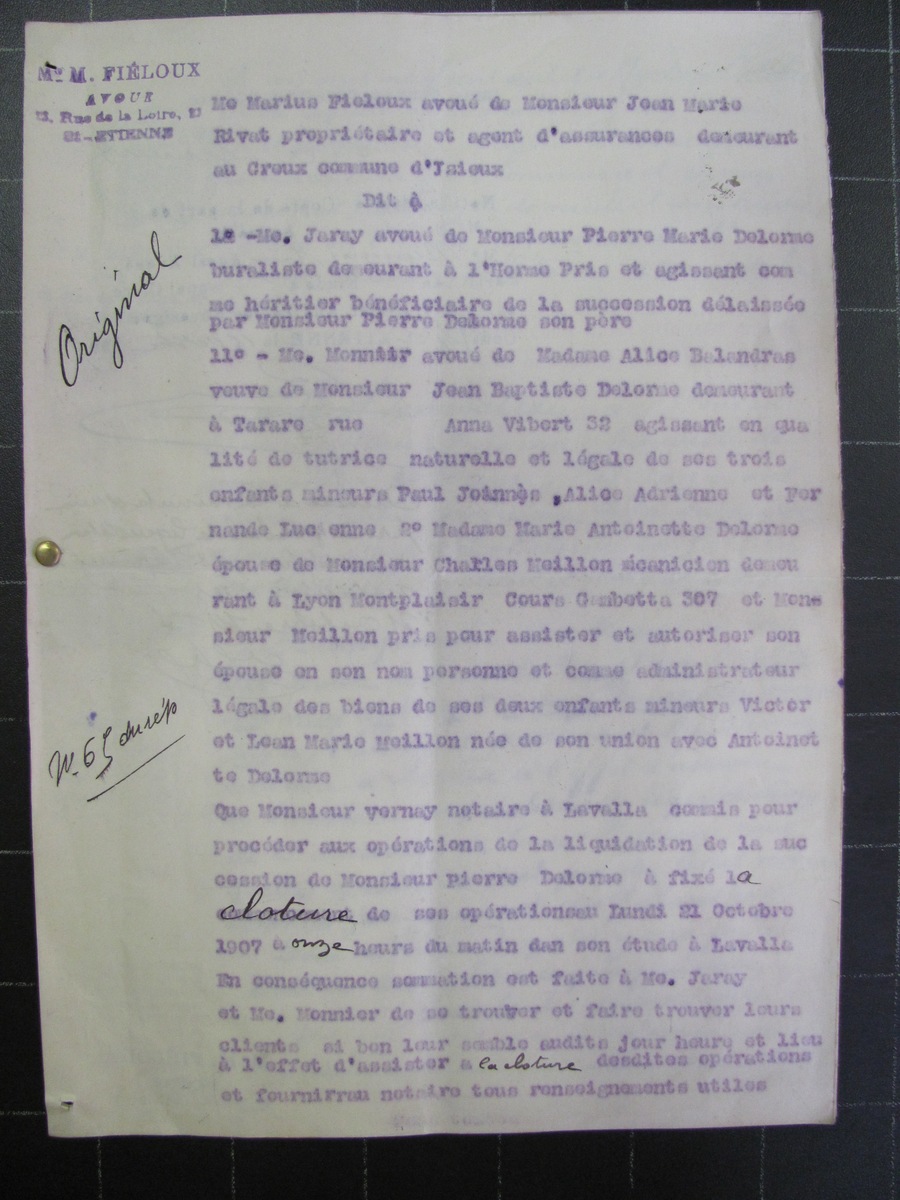 Me M. FIÉLOUX
AVOUÉ
Rue de la Loire,
St-ETIENNE
Me Marius Fieloux avoué de Monsieur Jean Marie
Rivat propriétaire et agent d'assurances demeurant
au Creux commune d'Jzieux
Dit à
1º -Me. Jaray avoué de Monsieur Pierre Marie Delorme
buraliste demeurant à l'Horme Pris et agissant com
me héritier bénéficiaire de la succession délaissée
par Monsieur Pierre Delorme son père
Original
11º - Me. Monnier avoué de Madame Alice Balandras
veuve de Monsieur Jean Baptiste Delorme demeurant
à Tarare rue Anna Vibert 32 agissant en qua
lité de tutrice naturelle et légale de ses trois
enfants mineurs Paul Joannès ,Alice Adrienne et Fer
nande Lucienne 2º Madame Marie Antoinette Delorme
épouse de Monsieur Charles Meillon mécanicien demeu
rant à Lyon Montplaisir Cours Gambetta 307 et Mon-
sieur Meillon pris pour assister et autoriser son
épouse en son nom personne et comme administrateur
légale des biens de ses deux enfants mineurs Victor
et Lean Marie Meillon née de son union avec Antoinet
te Delorme
Que Monsieur vernay notaire à Lavalla commis pour
procéder aux opérations de la liquidation de la suc
cession de Monsieur pierre Delorme à fixé la
cloture de ses opérationsau Lundi 21 Octobre
1907 à onze heures du matin dan son étude à Lavalla
En conséquence sommation est faite à Me. Jaray
et Me. Monnier de se trouver et faire trouver leurs
clients si bon leur semble audits jour heure et lieu
à l'effet d'assister a la cloture desdites opérations
et fournirrau notaire tous renseignements utiles